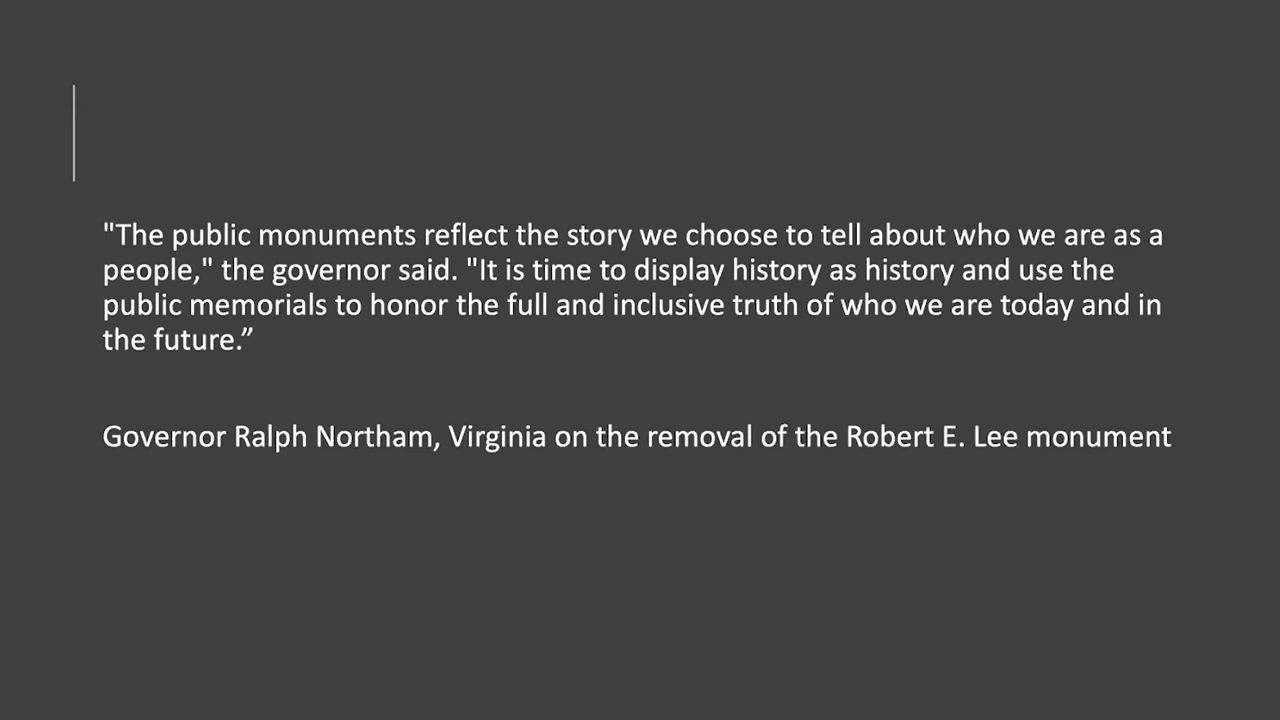 "The public monuments reflect the story we choose to tell about who we are as a
people," the governor said. "It is time to display history as history and use the
public memorials to honor the full and inclusive truth of who we are today and in
the future.”
Governor Ralph Northam, Virginia on the removal of the Robert E. Lee monument